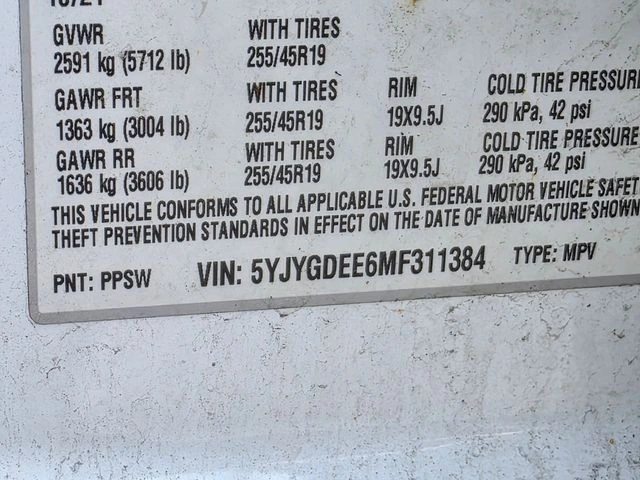 GVWR WITH TIRES
2591 kg (5712 lb) 255/45R19
GAWR FRT WITH TIRES RIM COLD TIRE PRESSURE
1363 kg (3004 lb) 255/45R19 19X9.5J 290 kPa, 42 psi
GAWR RR WITH TIRES RIM COLD TIRE PRESSURE
1636 kg (3606 lb) 255/45R19 19X9.5J 290 kPa, 42 psi
THIS VEHICLE CONFORMS TO ALL APPLICABLE U.S. FEDERAL MOTOR VEHICLE SAFET
THEFT PREVENTION STANDARDS IN EFFECT ON THE DATE OF MANUFACTURE SHOWN
PNT: PPSW VIN: 5YJYGDEE6MF311384 TYPE: MPV